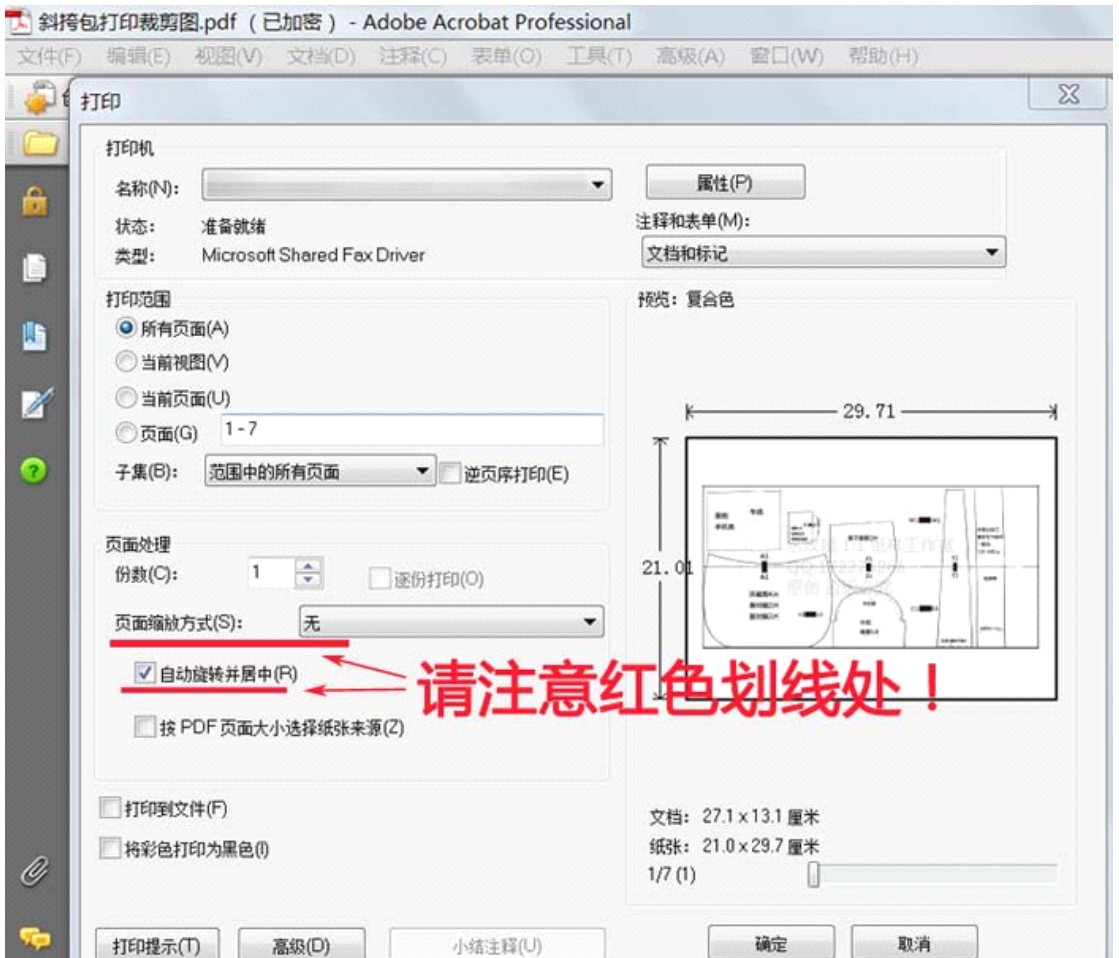 斜挎包打印裁剪图.pdf （已加密） - Adobe Acrobat Professional
文件(F) 编辑(E) 视图(V) 文档(D) 注释(C) 表单(O) 工具(T) 高级(A) 窗口(W) 帮助(H)
打印
打印机
名称(N):
属性(P)
状态: 准备就绪
注释和表单(M):
类型: Microsoft Shared Fax Driver
文档和标记
打印范围
预览: 复合色
所有页面(A)
当前视图(V)
当前页面(U)
29.71
页面(G) 1-7
子集(B): 范围中的所有页面 逆页序打印(E)
页面处理
份数(C): 1 逐份打印(O)
21.01
页面缩放方式(S): 无
自动旋转并居中(R)
请注意红色划线处！
按 PDF 页面大小选择纸张来源(Z)
打印到文件(F)
文档: 27.1 x 13.1 厘米
将彩色打印为黑色(I)
纸张: 21.0 x 29.7 厘米
1/7 (1)
打印提示(T) 高级(D) 小结注释(U) 确定 取消